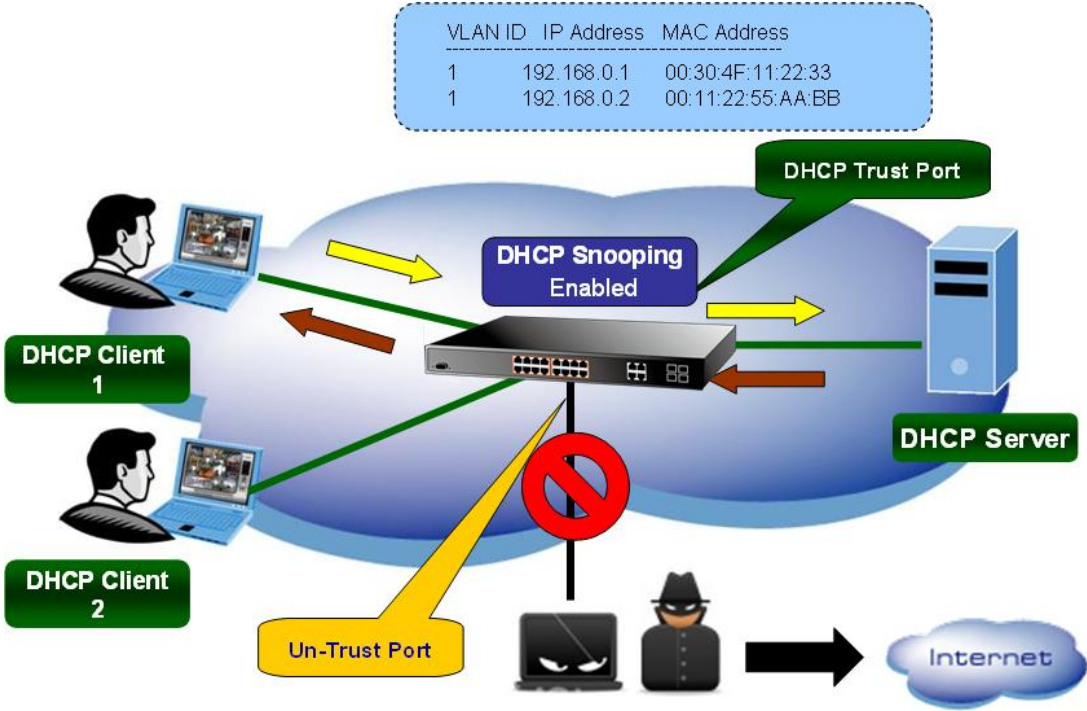 VLAN ID IP Address MAC Address
1 192.168.0.1 00:30:4F:11:22:33
1 192.168.0.2 00:11:22:55:AA:BB
DHCP Trust Port
DHCP Snooping
Enabled
DHCP Client
1
DHCP Server
DHCP Client
2
Un-Trust Port
Internet